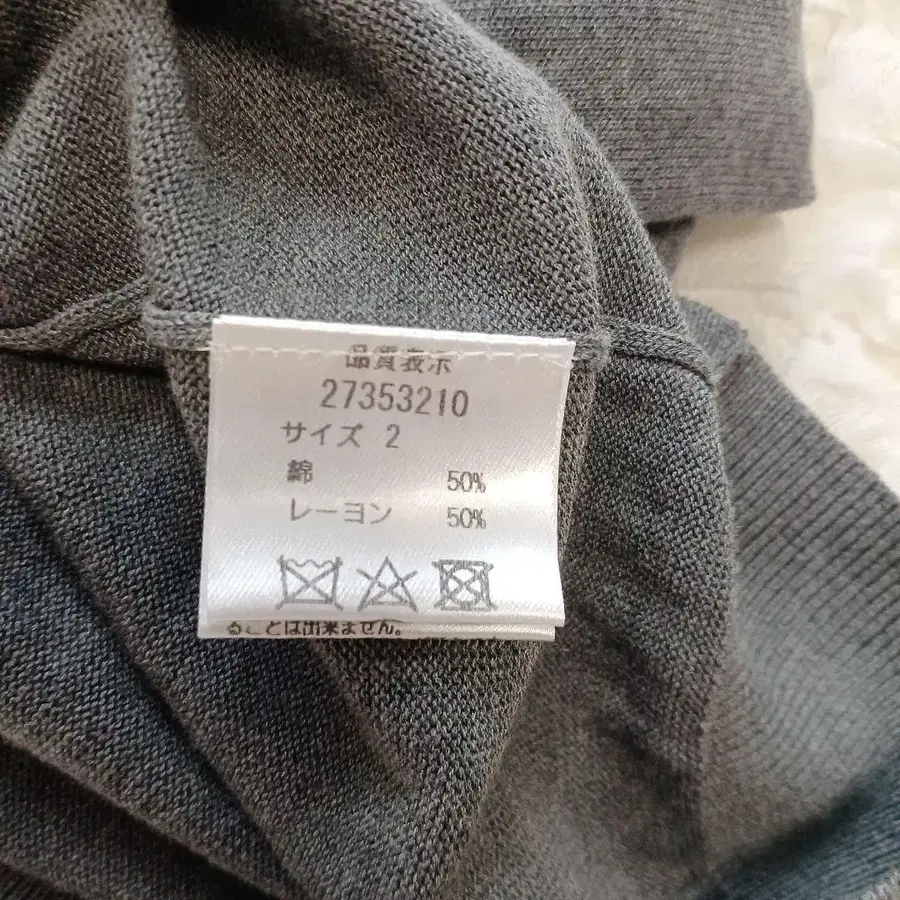 品質表示
27353210
サイズ 2
綿 50%
レーヨン 50%
ることは出来ません。